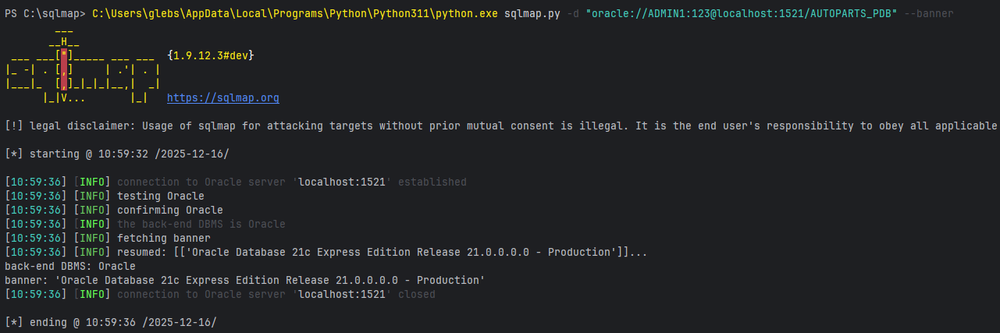 PS C:\sqlmap> C:\Users\glebs\AppData\Local\Programs\Python\Python311\python.exe sqlmap.py -d "oracle://ADMIN1:123@localhost:1521/AUTOPARTS_PDB" --banner
        ___
       __H__
 ___ ___["]_____ ___ ___  {1.9.12.3#dev}
|_ -| . [,]     | .'| . |
|___|_  [,]_|_|_|__,|  _|
      |_|V...       |_|   https://sqlmap.org
[!] legal disclaimer: Usage of sqlmap for attacking targets without prior mutual consent is illegal. It is the end user's responsibility to obey all applicable
[*] starting @ 10:59:32 /2025-12-16/
[10:59:36] [INFO] connection to Oracle server 'localhost:1521' established
[10:59:36] [INFO] testing Oracle
[10:59:36] [INFO] confirming Oracle
[10:59:36] [INFO] the back-end DBMS is Oracle
[10:59:36] [INFO] fetching banner
[10:59:36] [INFO] resumed: [['Oracle Database 21c Express Edition Release 21.0.0.0.0 - Production']]...
back-end DBMS: Oracle
banner: 'Oracle Database 21c Express Edition Release 21.0.0.0.0 - Production'
[10:59:36] [INFO] connection to Oracle server 'localhost:1521' closed
[*] ending @ 10:59:36 /2025-12-16/